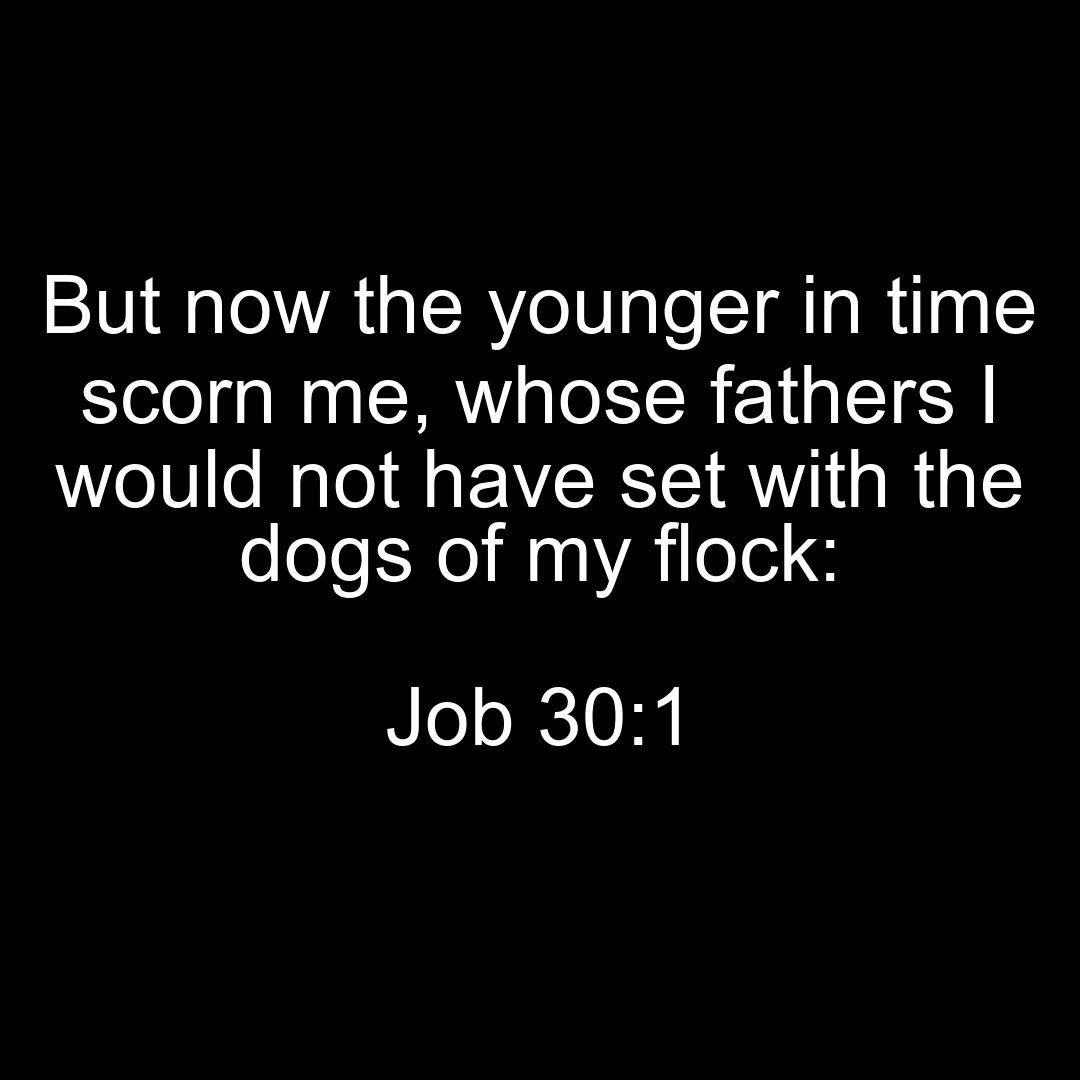 But now the younger in time
scorn me, whose fathers I
would not have set with the
dogs of my flock:
Job 30:1